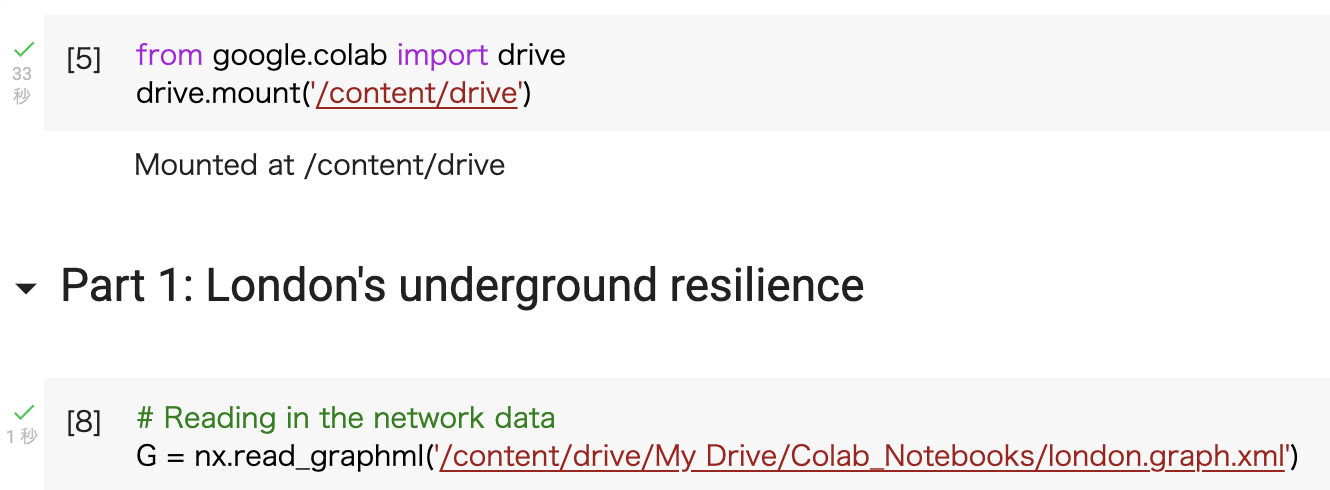 [5] from google.colab import drive
33
秒
drive.mount('/content/drive')
Mounted at /content/drive
Part 1: London's underground resilience
[8] # Reading in the network data
1 秒
G = nx.read_graphml('/content/drive/My Drive/Colab_Notebooks/london.graph.xml')